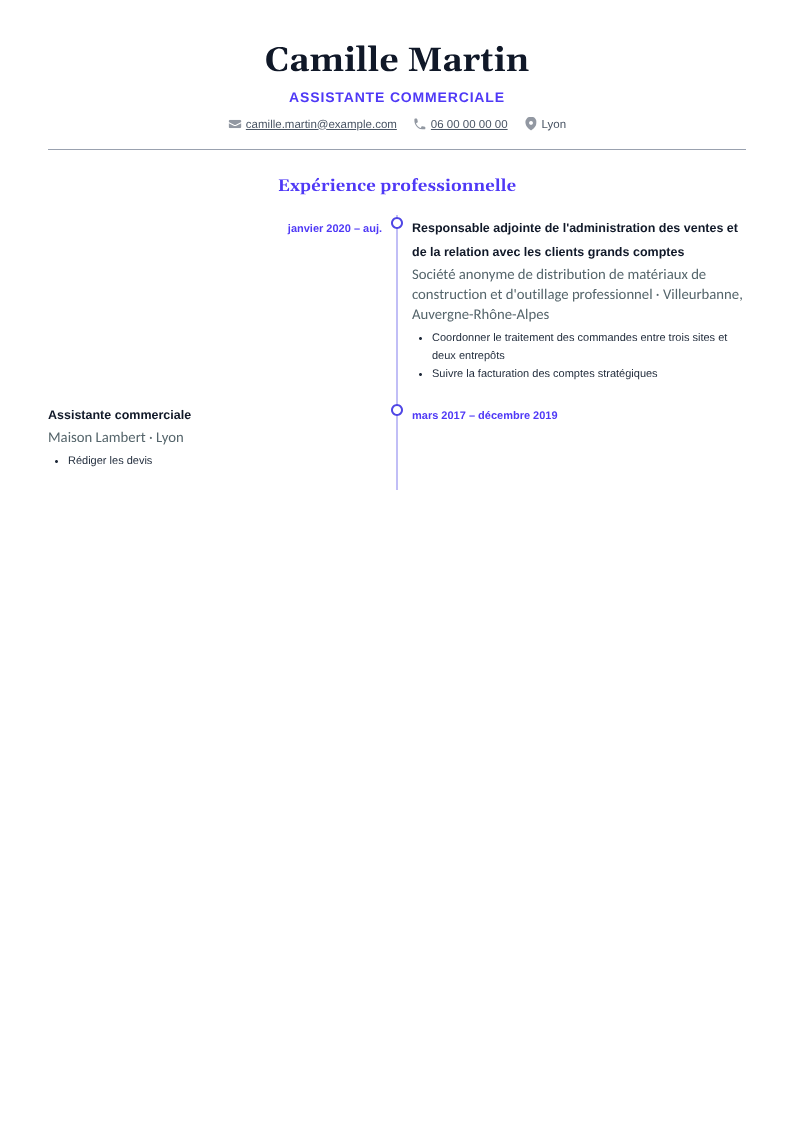 Camille Martin
ASSISTANTE COMMERCIALE
camille.martin@example.com 06 00 00 00 00 Lyon
Expérience professionnelle
janvier 2020 – auj.
Responsable adjointe de l'administration des ventes et
de la relation avec les clients grands comptes
Société anonyme de distribution de matériaux de
construction et d'outillage professionnel · Villeurbanne,
Auvergne-Rhône-Alpes
• Coordonner le traitement des commandes entre trois sites et
deux entrepôts
• Suivre la facturation des comptes stratégiques
Assistante commerciale
Maison Lambert · Lyon
• Rédiger les devis
mars 2017 – décembre 2019